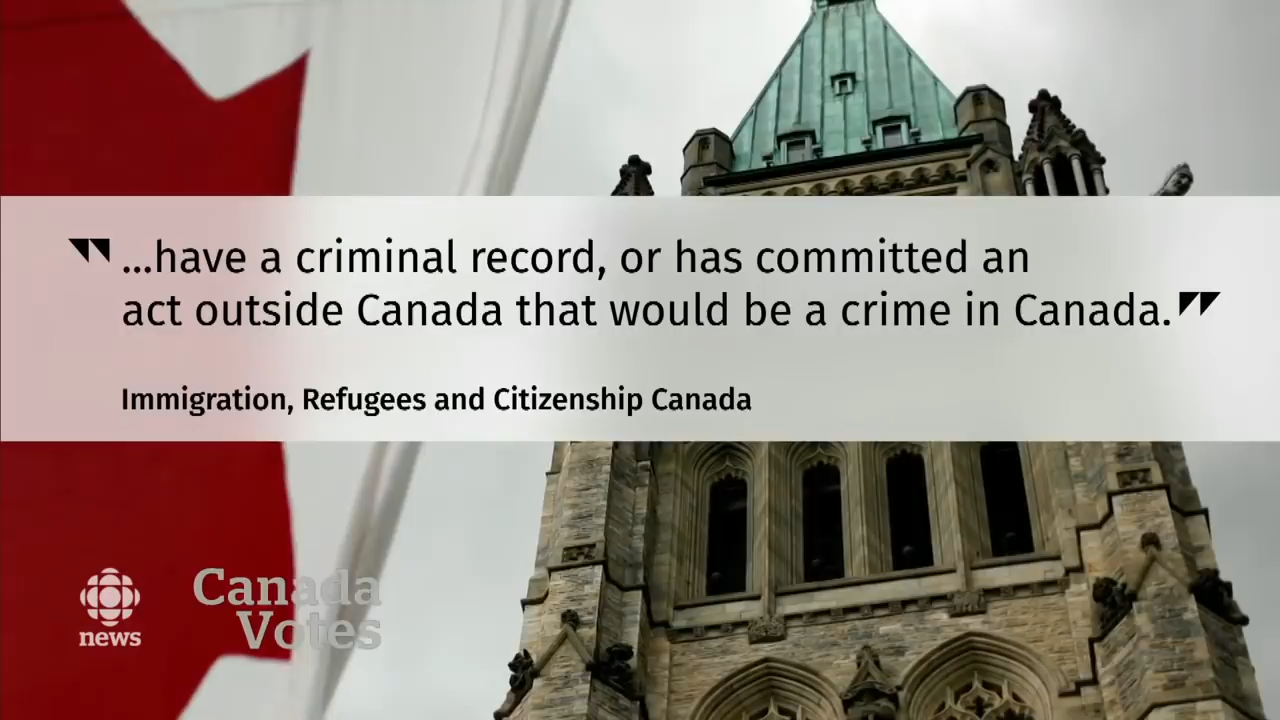 ...have a criminal record, or has committed an
act outside Canada that would be a crime in Canada.
Immigration, Refugees and Citizenship Canada
news
Canada
Votes